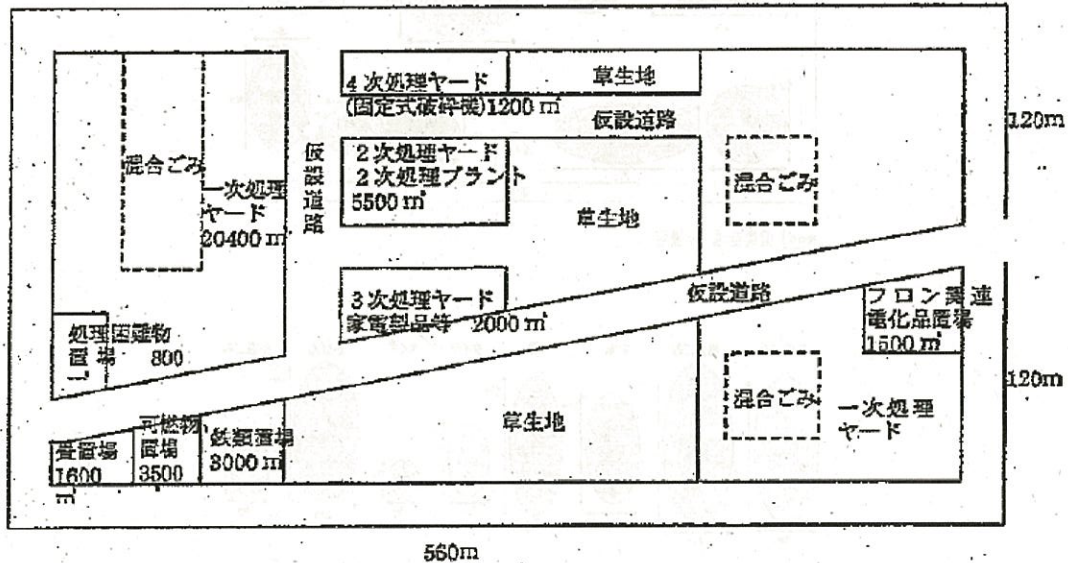 4次処理ヤード
(固定式破砕機)1200㎡
草生地
仮設道路
120m
混合ごみ
一次処理
ヤード
20400㎡
仮設道路
2次処理ヤード
2次処理プラント
5500㎡
草生地
混合ごみ
3次処理ヤード
家電製品等 2000㎡
仮設道路
フロン関連
電化品置場
1500㎡
処理困難物
置場 800
120m
混合ごみ
一次処理
ヤード
草生地
畳置場
1600
可燃物
置場
3500
鉄類置場
3000㎡
560m